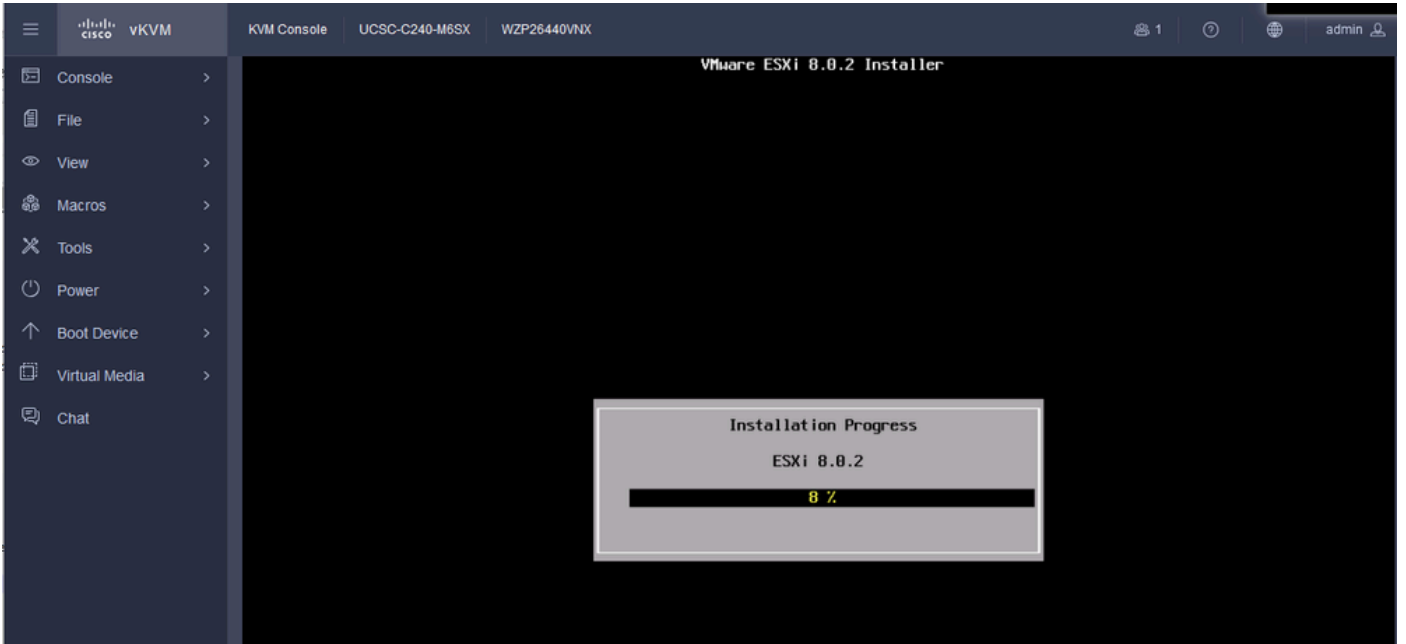 cisco vKVM KVM Console UCSC-C240-M6SX WZP26440VNX 1 admin
VMware ESXi 8.0.2 Installer
Console
File
View
Macros
Tools
Power
Boot Device
Virtual Media
Chat
Installation Progress
ESXi 8.0.2
8 %